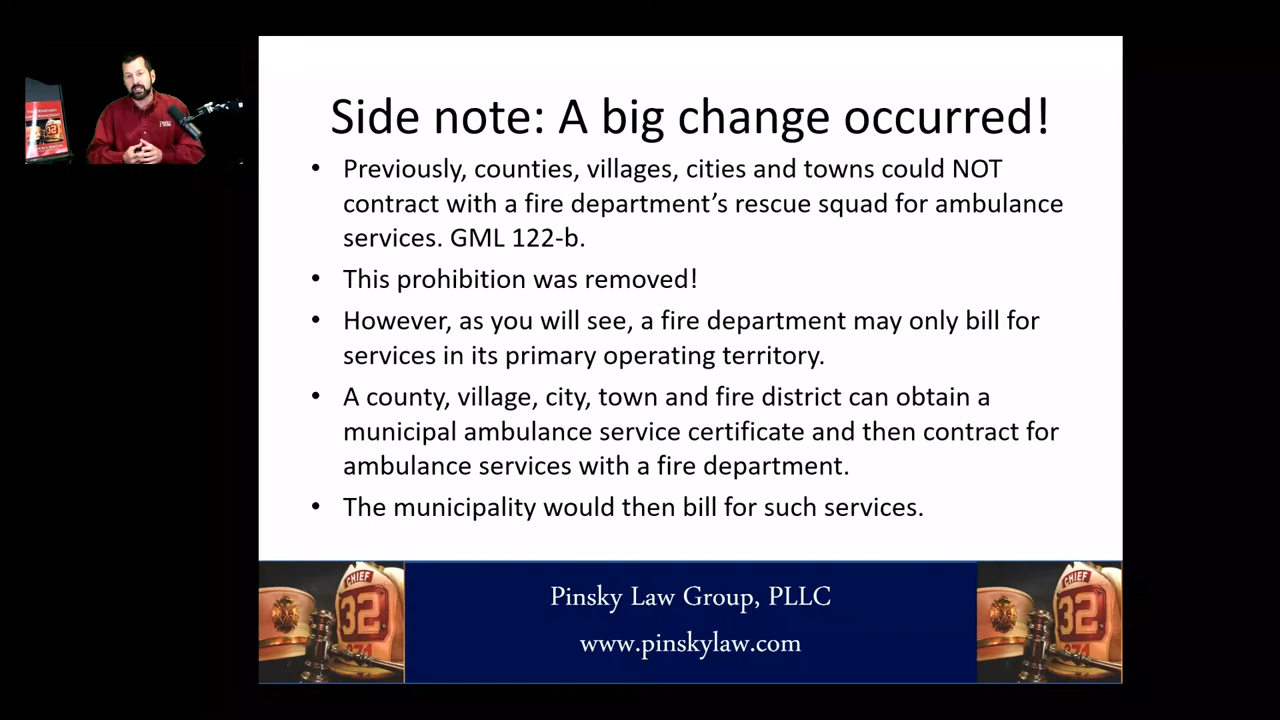 Side note: A big change occurred!
• Previously, counties, villages, cities and towns could NOT
contract with a fire department's rescue squad for ambulance
services. GML 122-b.
• This prohibition was removed!
• However, as you will see, a fire department may only bill for
services in its primary operating territory.
• A county, village, city, town and fire district can obtain a
municipal ambulance service certificate and then contract for
ambulance services with a fire department.
• The municipality would then bill for such services.
CHIEF
32
CHIEF
32
Pinsky Law Group, PLLC
www.pinskylaw.com